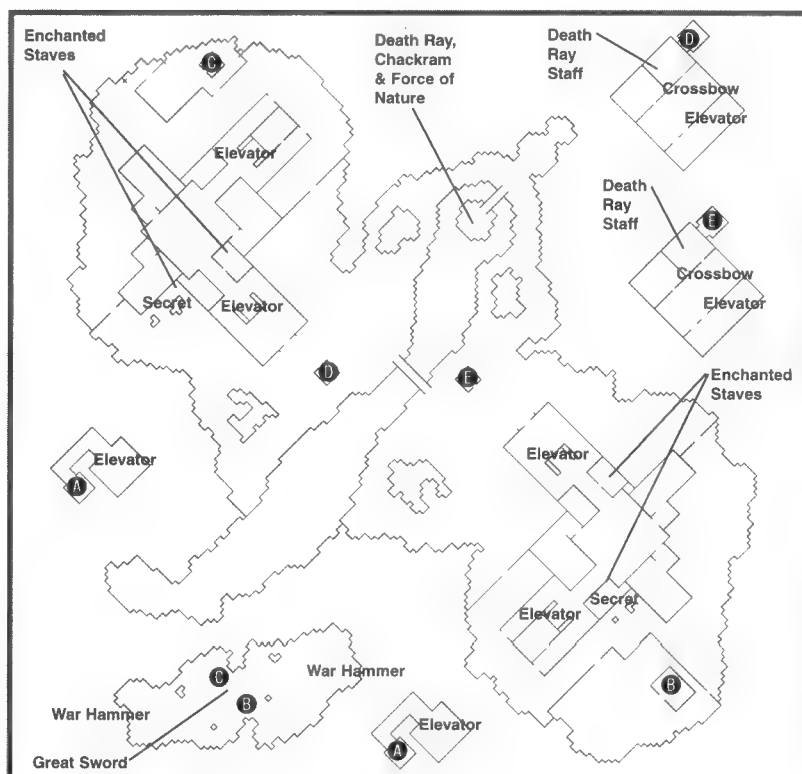 Enchanted
Staves
C
Death Ray,
Chackram
& Force of
Nature
Death
Ray
Staff
D
Crossbow
Elevator
Elevator
Death
Ray
Staff
E
Crossbow
Elevator
Secret
Elevator
D
E
Enchanted
Staves
Elevator
A
Elevator
Secret
Elevator
War Hammer
C
B
War Hammer
Great Sword
B
Elevator
A